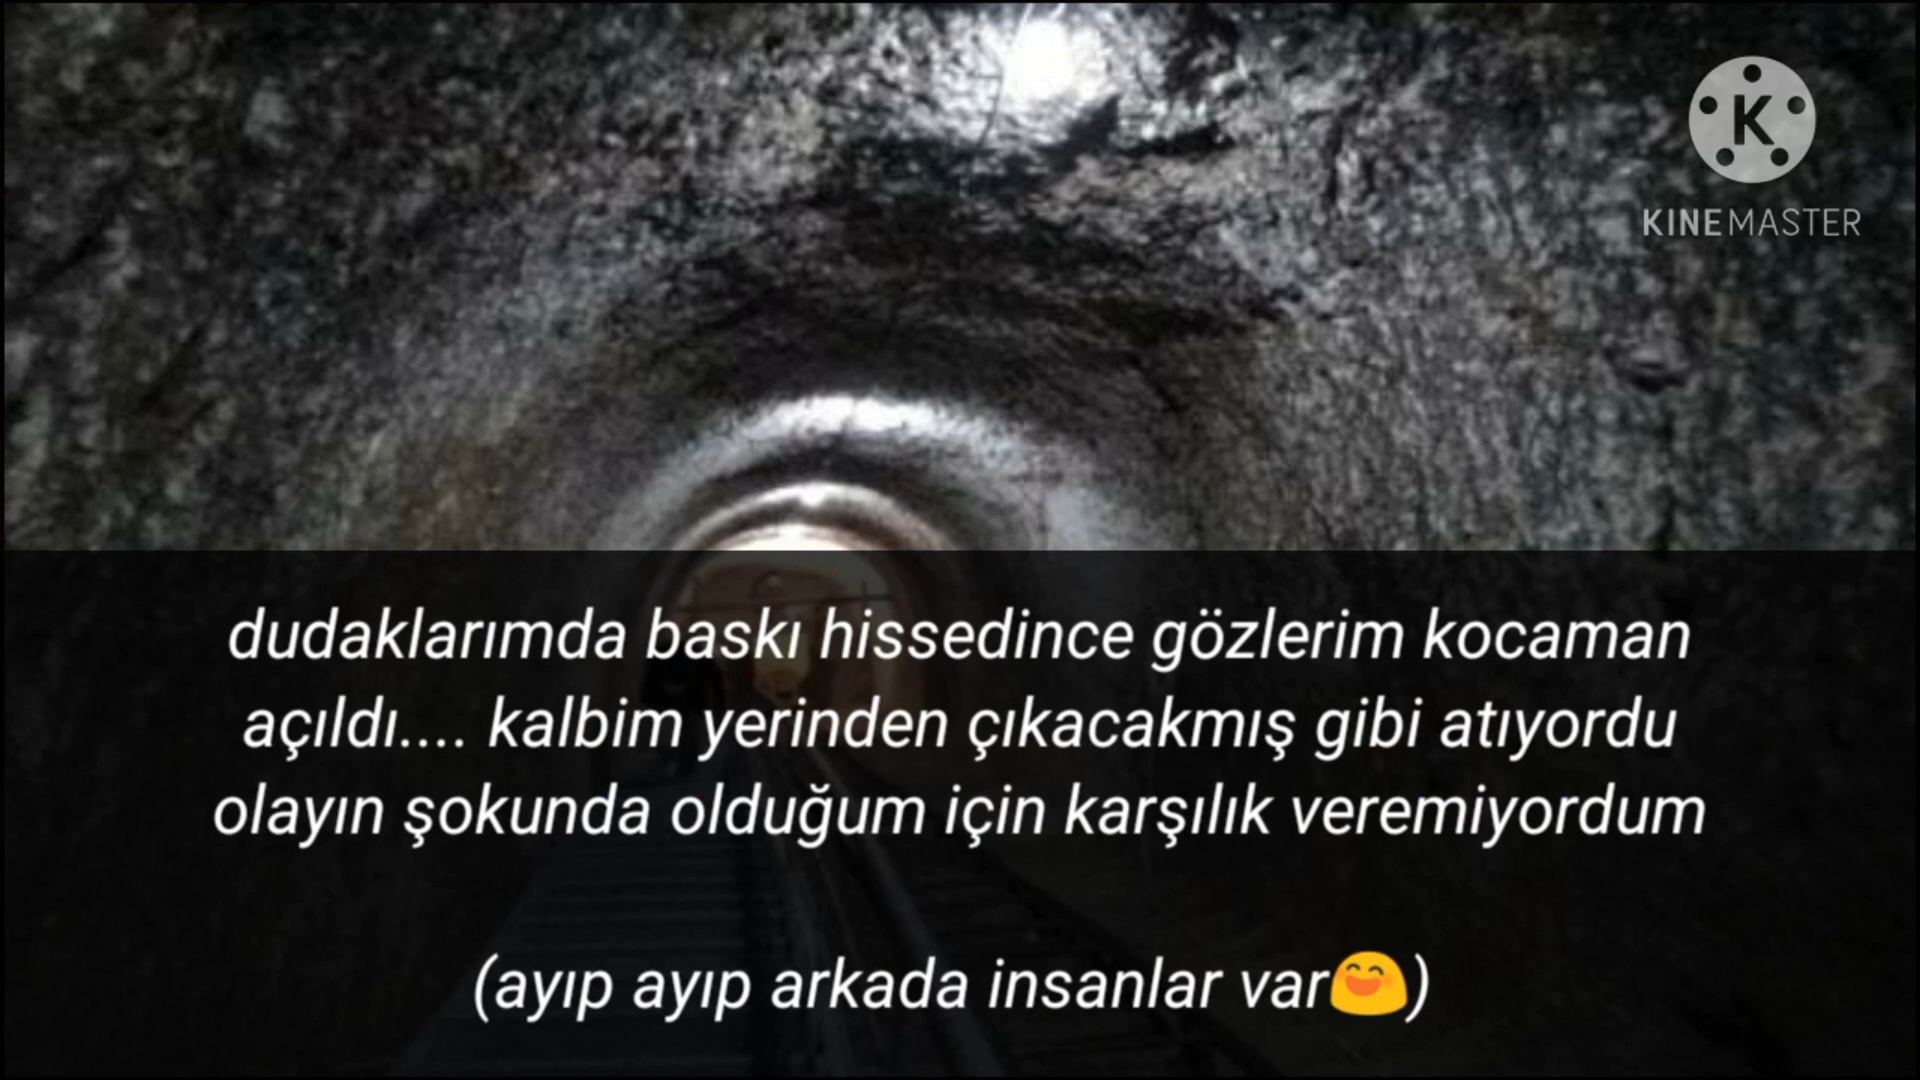 K
KINEMASTER
dudaklarımda baskı hissedince gözlerim kocaman
açıldı.... kalbim yerinden çıkacakmış gibi atıyordu
olayın şokunda olduğum için karşılık veremiyordum
(ayıp ayıp arkada insanlar var😄)